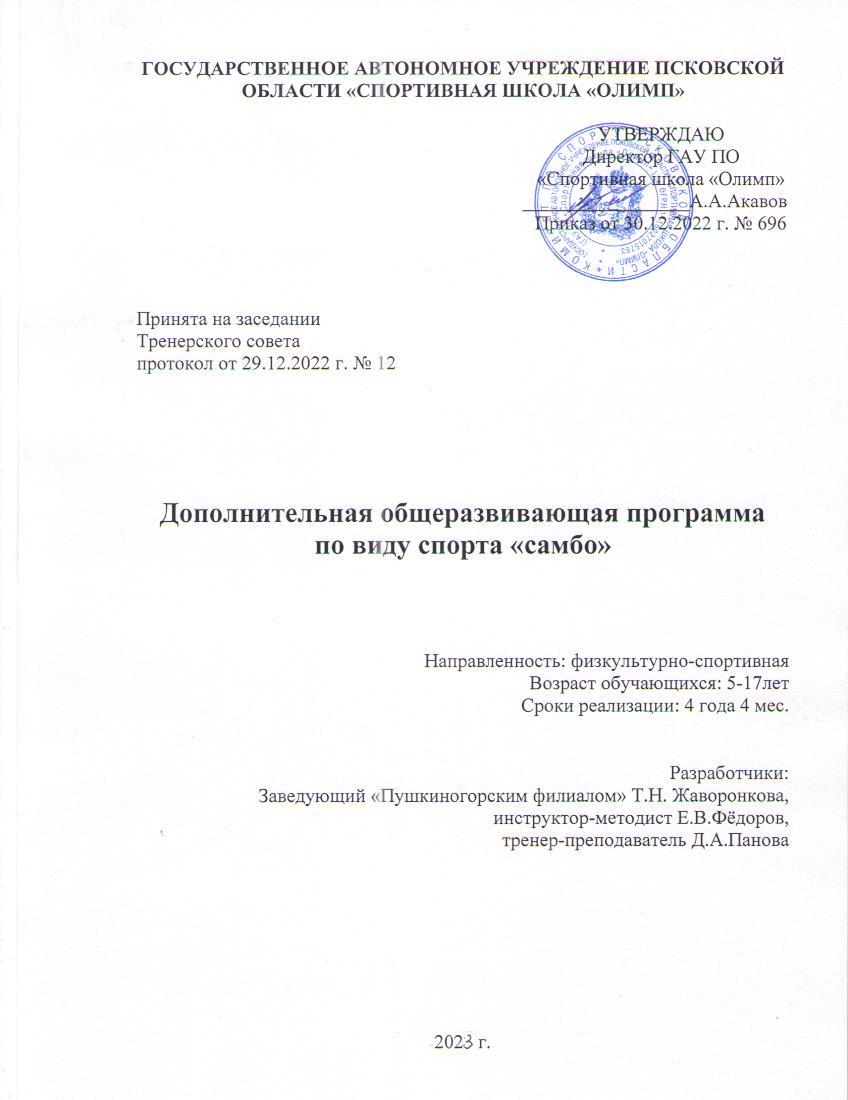 ГОСУДАРСТВЕННОЕ АВТОНОМНОЕ УЧРЕЖДЕНИЕ ПСКОВСКОЙ
ОБЛАСТИ «СПОРТИВНАЯ ШКОЛА «ОЛИМП»
УТВЕРЖДАЮ
Директор ГАУ ПО
«Спортивная школа «Олимп»
А.А.Акавов
Приказ от 30.12.2022 г. № 696
Принята на заседании
Тренерского совета
протокол от 29.12.2022 г. № 12
Дополнительная общеразвивающая программа
по виду спорта «самбо»
Направленность: физкультурно-спортивная
Возраст обучающихся: 5-17лет
Сроки реализации: 4 года 4 мес.
Разработчики:
Заведующий «Пушкиногорским филиалом» Т.Н. Жаворонкова,
инструктор-методист Е.В.Фёдоров,
тренер-преподаватель Д.А.Панова
2023 г.